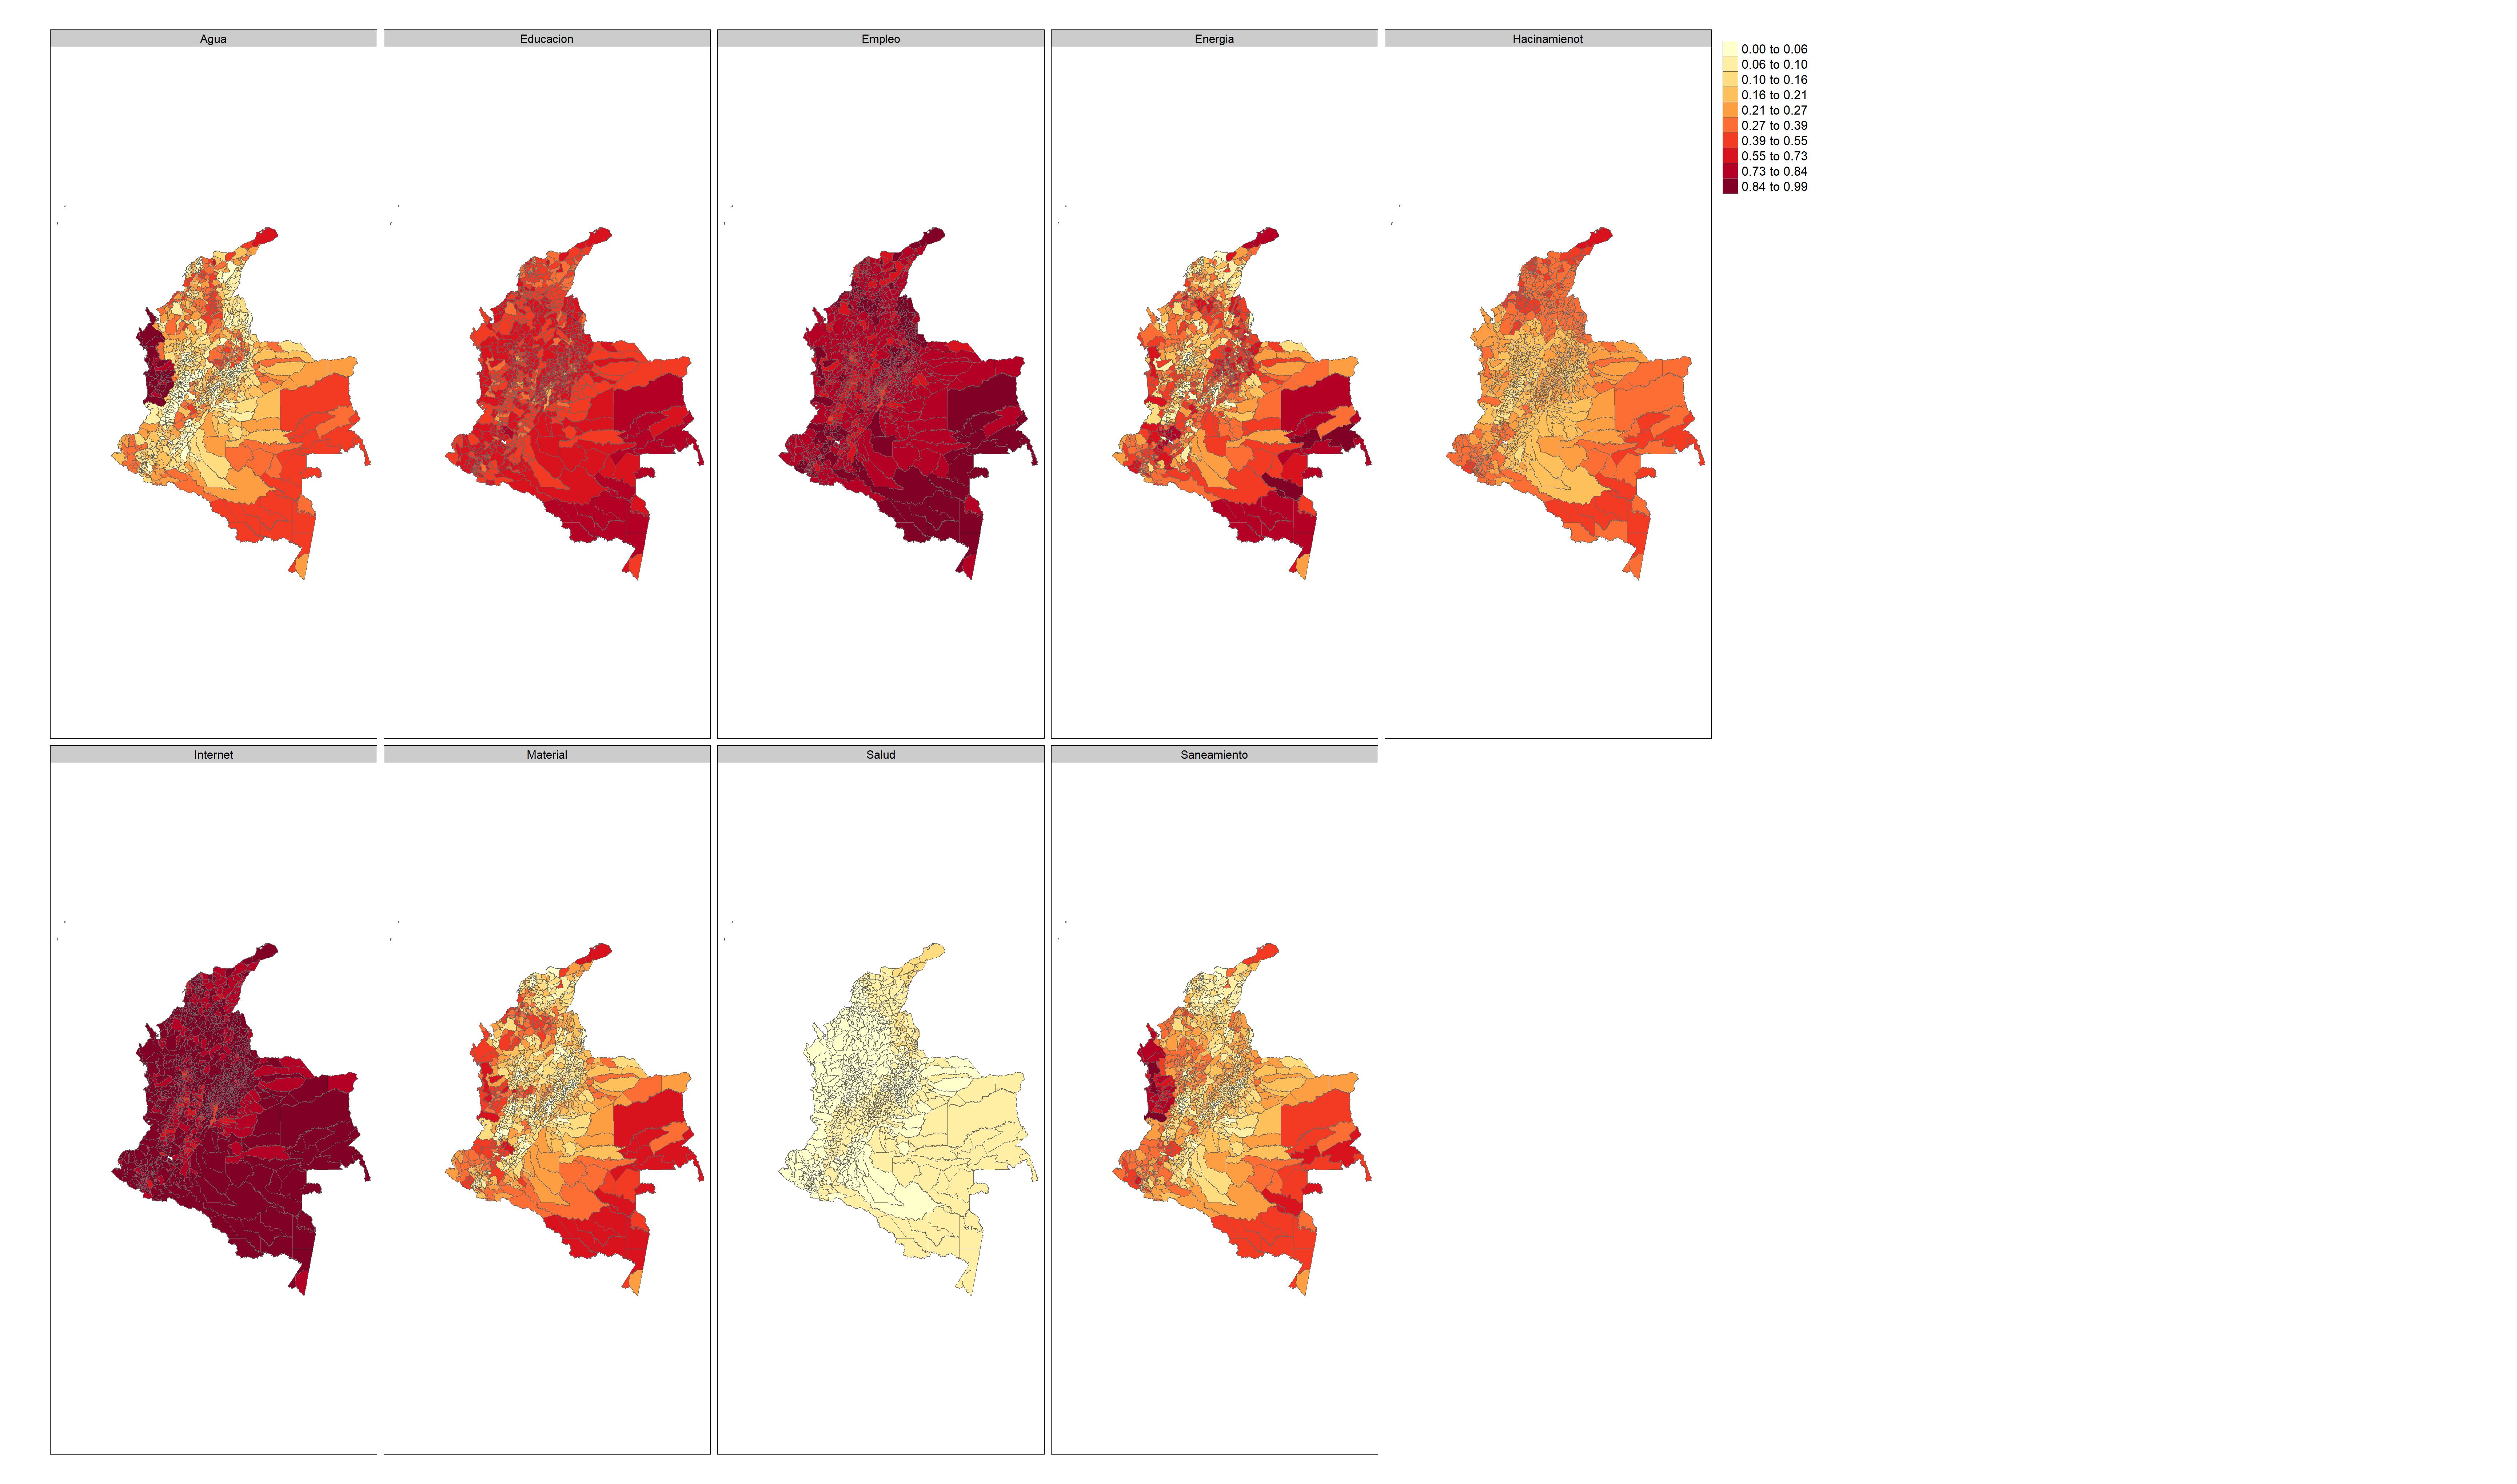 Agua
Educacion
Empleo
Energia
Hacinamienot
0.00 to 0.06
0.06 to 0.10
0.10 to 0.16
0.16 to 0.21
0.21 to 0.27
0.27 to 0.39
0.39 to 0.55
0.55 to 0.73
0.73 to 0.84
0.84 to 0.99
Internet
Material
Salud
Saneamiento